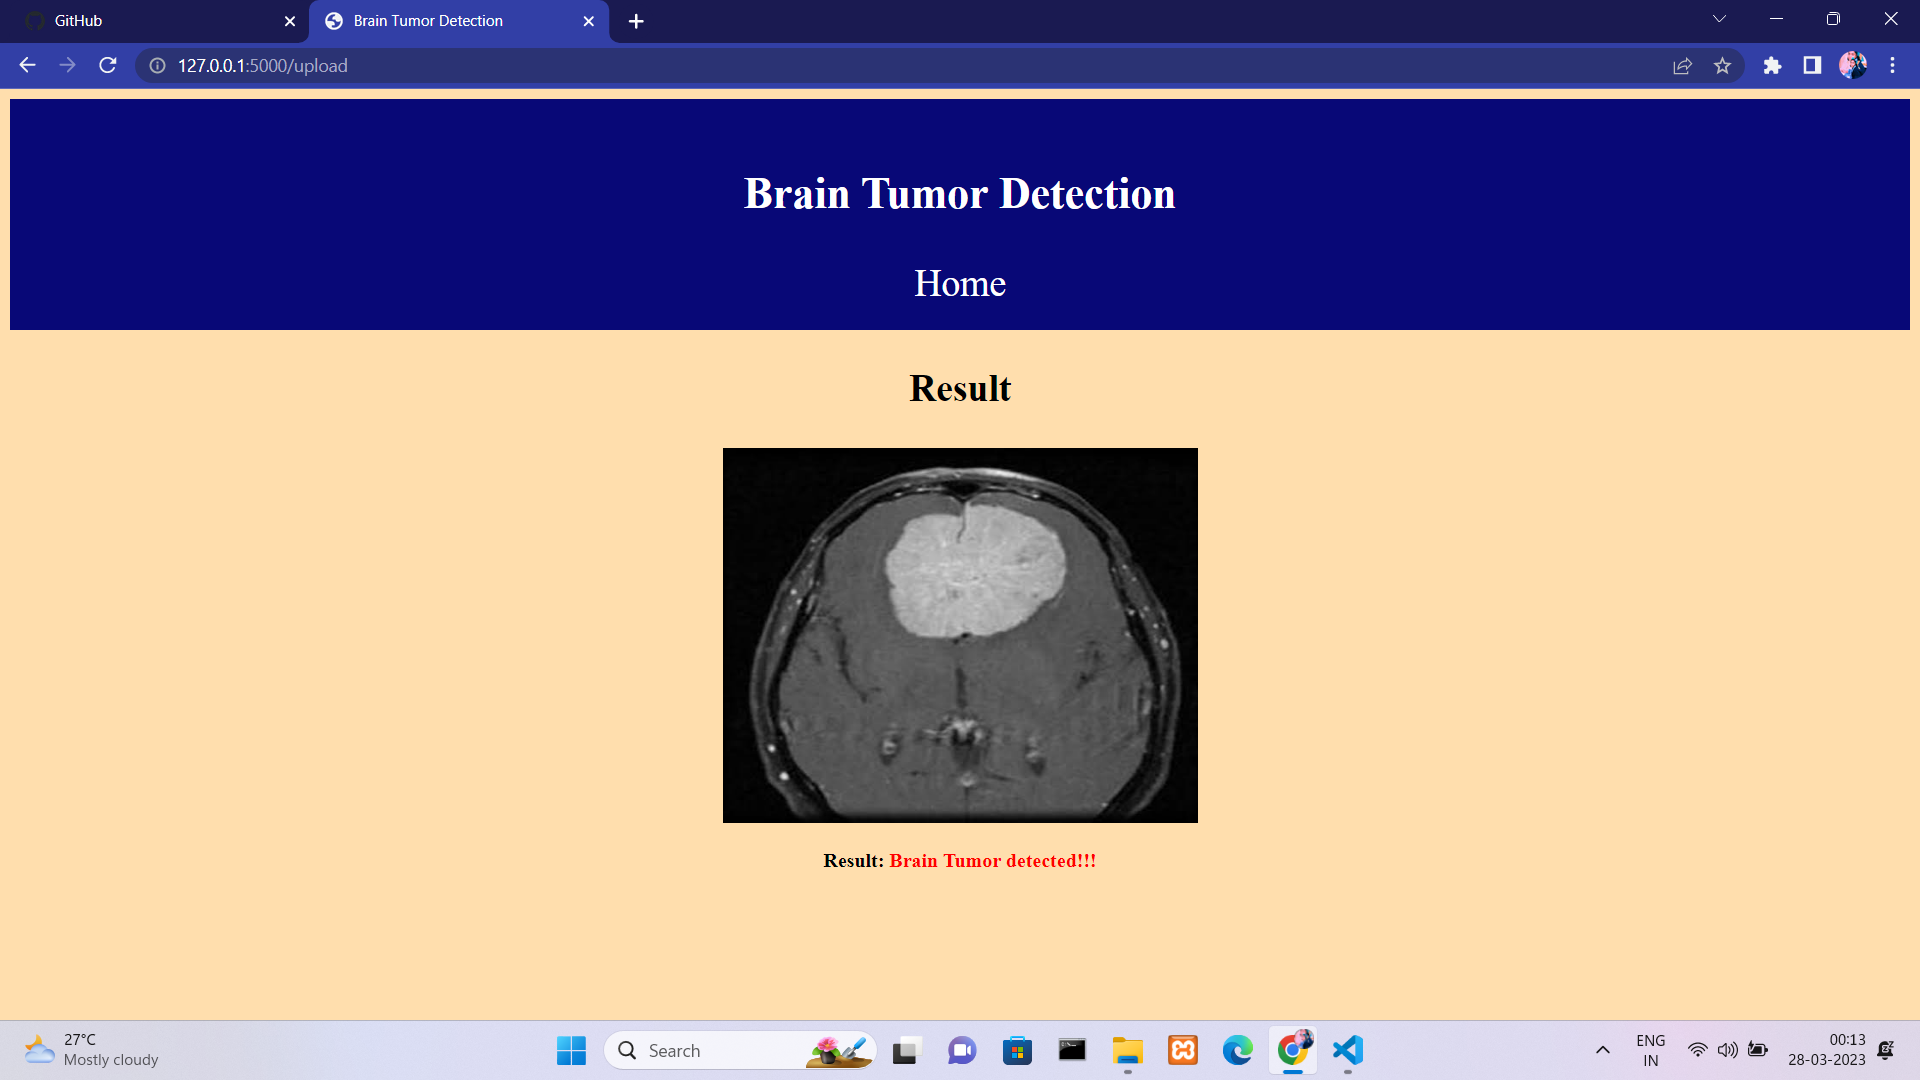 GitHub
Brain Tumor Detection
127.0.0.1:5000/upload
Brain Tumor Detection
Home
Result
Result: Brain Tumor detected!!!
27°C
Mostly cloudy
Search
ENG
IN
00:13
28-03-2023